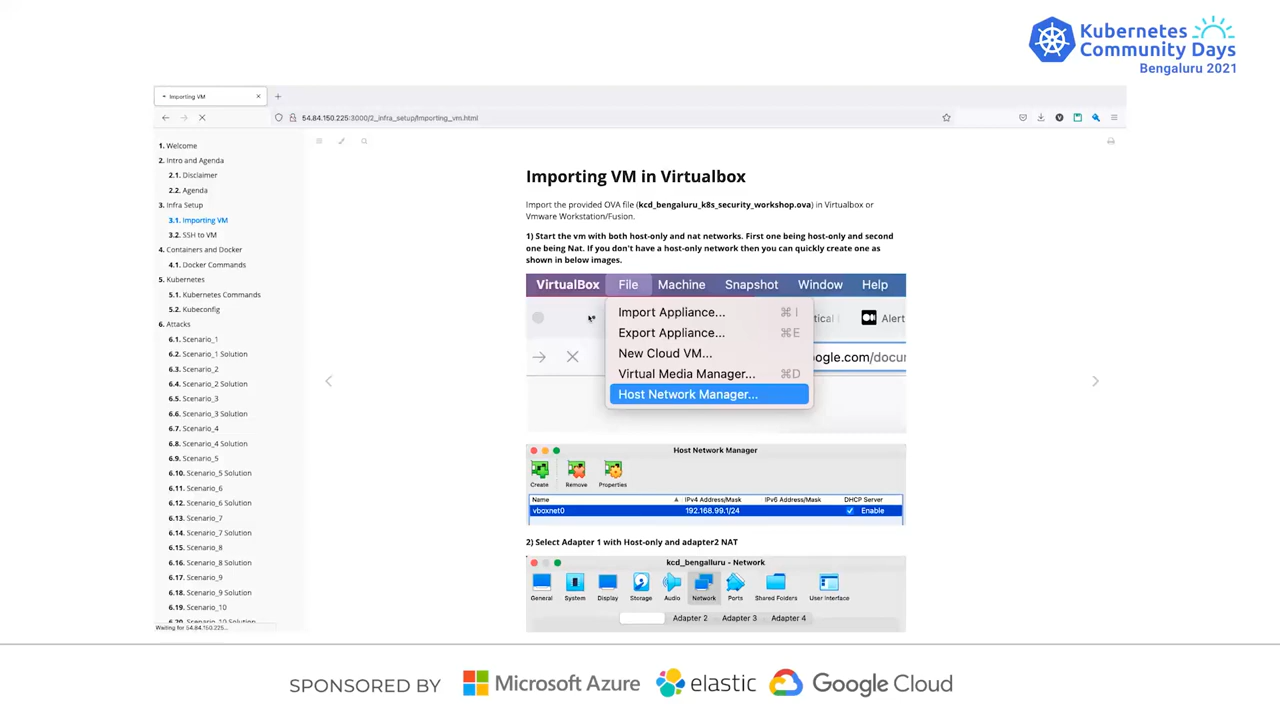 Kubernetes
Community Days
Bengaluru 2021
Importing VM
54.84.150.225:3000/2_infra_setup/importing_vm.html
1. Welcome
2. Intro and Agenda
2.1. Disclaimer
2.2. Agenda
3. Infra Setup
3.1. Importing VM
3.2. SSH to VM
4. Containers and Docker
4.1. Docker Commands
5. Kubernetes
5.1. Kubernetes Commands
5.2. Kubeconfig
6. Attacks
6.1. Scenario_1
6.2. Scenario_1 Solution
6.3. Scenario_2
6.4. Scenario_2 Solution
6.5. Scenario_3
6.6. Scenario_3 Solution
6.7. Scenario_4
6.8. Scenario_4 Solution
6.9. Scenario_5
6.10. Scenario_5 Solution
6.11. Scenario_6
6.12. Scenario_6 Solution
6.13. Scenario_7
6.14. Scenario_7 Solution
6.15. Scenario_8
6.16. Scenario_8 Solution
6.17. Scenario_9
6.18. Scenario_9 Solution
6.19. Scenario_10
6.20. Scenario_10 Solution
Waiting for 54.84.150.225...
Importing VM in Virtualbox
Import the provided OVA file (kcd_bengaluru_k8s_security_workshop.ova) in Virtualbox or
Vmware Workstation/Fusion.
1) Start the vm with both host-only and nat networks. First one being host-only and second
one being Nat. If you don't have a host-only network then you can quickly create one as
shown in below images.
VirtualBox File Machine Snapshot Window Help
Import Appliance... ⌘ I
Export Appliance... ⌘E
New Cloud VM...
Virtual Media Manager... ⌘D
Host Network Manager...
tical Alert
ogle.com/docu
Host Network Manager
Create Remove Properties
Name IPv4 Address/Mask IPv6 Address/Mask DHCP Server
vboxnet0 192.168.99.1/24 Enable
2) Select Adapter 1 with Host-only and adapter2 NAT
kcd_bengalluru - Network
General System Display Storage Audio Network Ports Shared Folders User Interface
Adapter 2 Adapter 3 Adapter 4
SPONSORED BY Microsoft Azure elastic Google Cloud